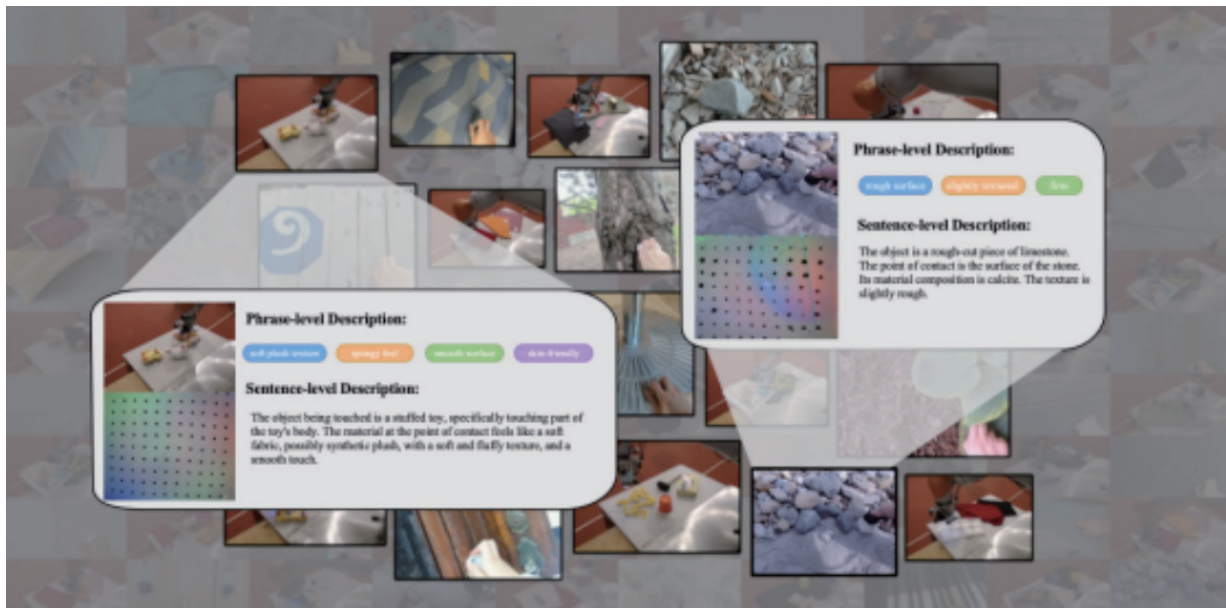 Phrase-level Description:
rough surface
slightly textured
firm
Sentence-level Description:
The object is a rough-cut piece of limestone.
The point of contact is the surface of the stone.
Its material composition is calcite. The texture is
slightly rough.
Phrase-level Description:
soft plush texture
spongy feel
smooth surface
skin-friendly
Sentence-level Description:
The object being touched is a stuffed toy, specifically touching part of
the toy's body. The material at the point of contact feels like a soft
fabric, possibly synthetic plush, with a soft and fluffy texture, and a
smooth touch.